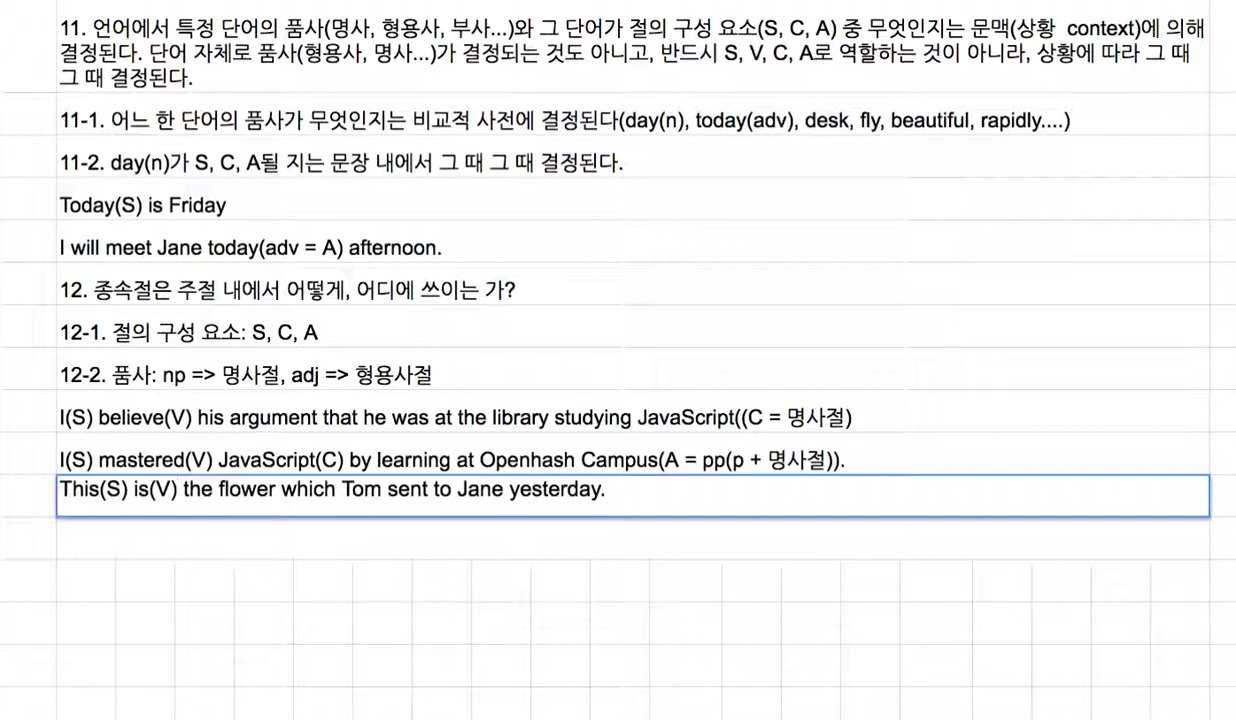 11. 언어에서 특정 단어의 품사(명사, 형용사, 부사...)와 그 단어가 절의 구성 요소(S, C, A) 중 무엇인지는 문맥(상황  context)에 의해
결정된다. 단어 자체로 품사(형용사, 명사...)가 결정되는 것도 아니고, 반드시 S, V, C, A로 역할하는 것이 아니라, 상황에 따라 그 때
그 때 결정된다.
11-1. 어느 한 단어의 품사가 무엇인지는 비교적 사전에 결정된다(day(n), today(adv), desk, fly, beautiful, rapidly....)
11-2. day(n)가 S, C, A될 지는 문장 내에서 그 때 그 때 결정된다.
Today(S) is Friday
I will meet Jane today(adv = A) afternoon.
12. 종속절은 주절 내에서 어떻게, 어디에 쓰이는 가?
12-1. 절의 구성 요소: S, C, A
12-2. 품사: np => 명사절, adj => 형용사절
I(S) believe(V) his argument that he was at the library studying JavaScript((C = 명사절)
I(S) mastered(V) JavaScript(C) by learning at Openhash Campus(A = pp(p + 명사절)).
This(S) is(V) the flower which Tom sent to Jane yesterday.